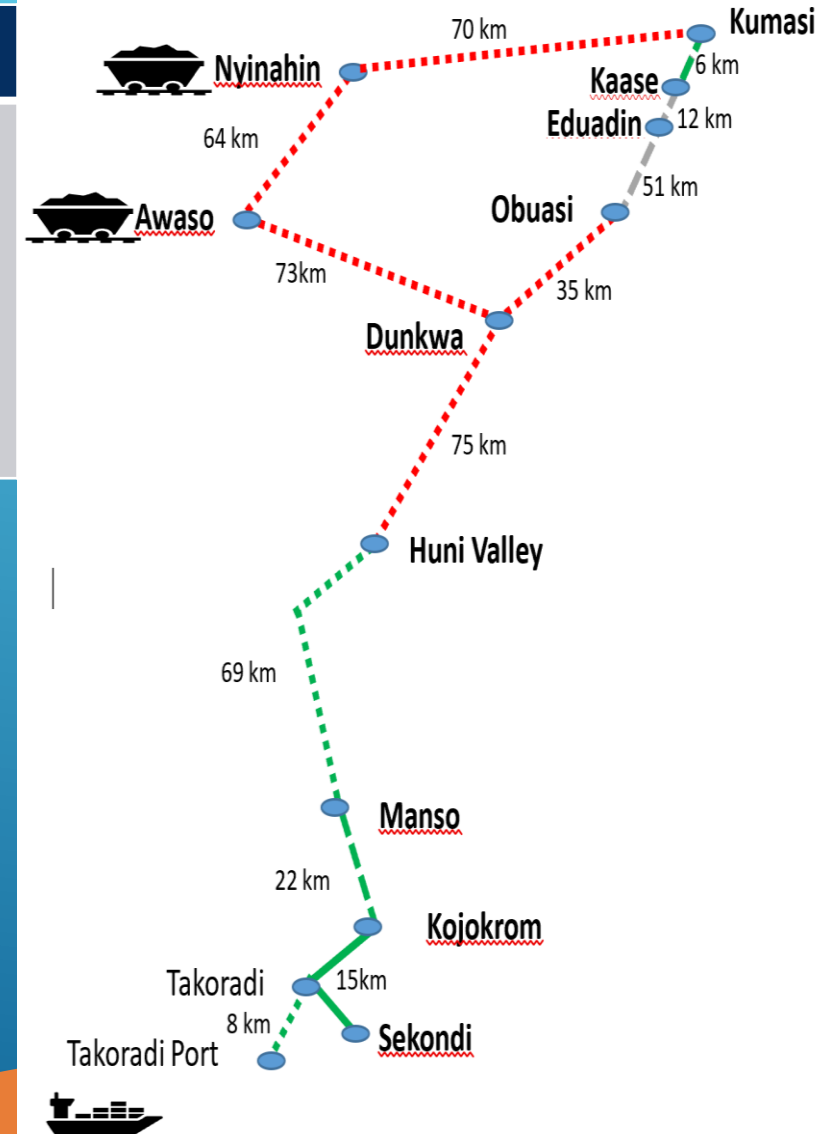 Kumasi
70 km
Nyinahin
6 km
Kaase
12 km
Eduadin
64 km
51 km
Obuasi
Awaso
73km
35 km
Dunkwa
75 km
Huni Valley
69 km
Manso
22 km
Kojokrom
Takoradi
15km
8 km
Sekondi
Takoradi Port